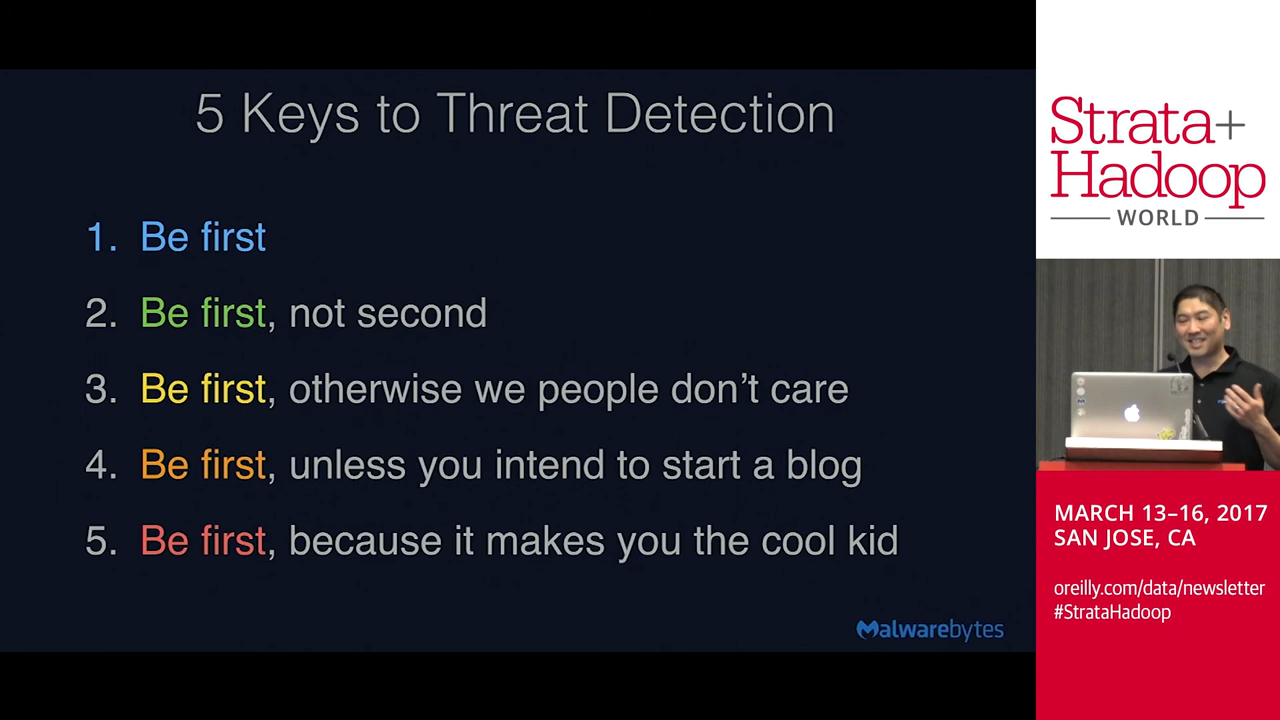 5 Keys to Threat Detection
1. Be first
2. Be first, not second
3. Be first, otherwise we people don’t care
4. Be first, unless you intend to start a blog
5. Be first, because it makes you the cool kid
Malwarebytes
Strata+
Hadoop
WORLD
MARCH 13–16, 2017
SAN JOSE, CA
oreilly.com/data/newsletter
#StrataHadoop